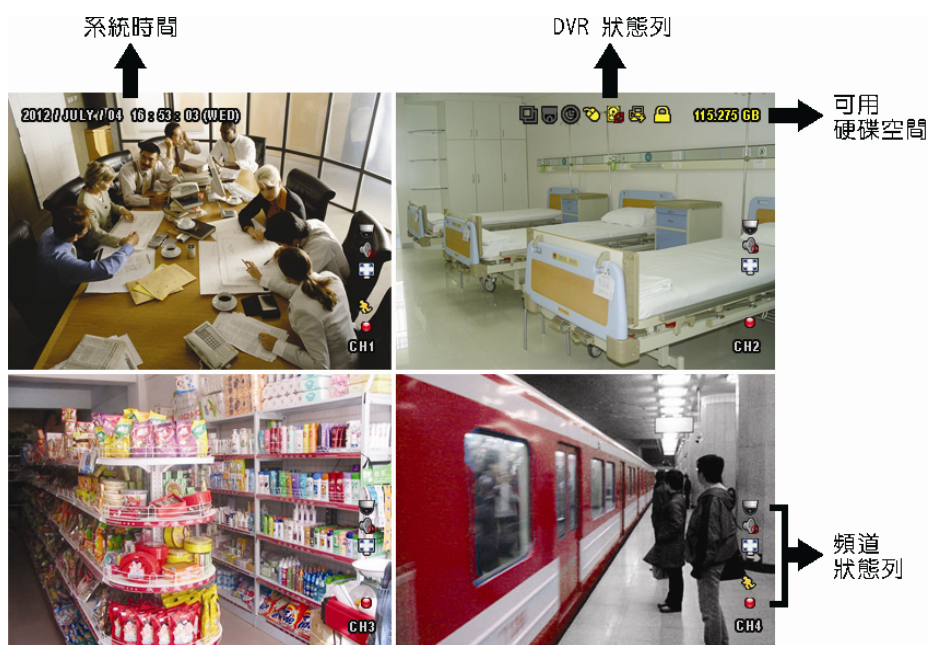 系統時間
DVR 狀態列
2012 / JULY / 04 16 : 53 : 03 (WED)
115.275 GB
可用
硬碟空間
CH1
CH2
頻道
狀態列
CH3
CH4